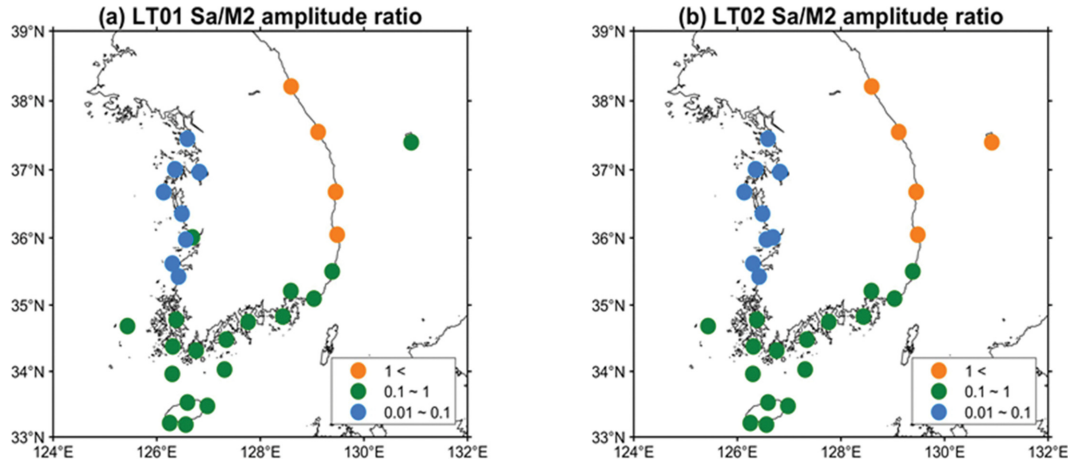 (a) LT01 Sa/M2 amplitude ratio
39°N
38°N
37°N
36°N
35°N
34°N
33°N
124°E 126°E 128°E 130°E 132°E
1 <
0.1 ~ 1
0.01 ~ 0.1
(b) LT02 Sa/M2 amplitude ratio
39°N
38°N
37°N
36°N
35°N
34°N
33°N
124°E 126°E 128°E 130°E 132°E
1 <
0.1 ~ 1
0.01 ~ 0.1